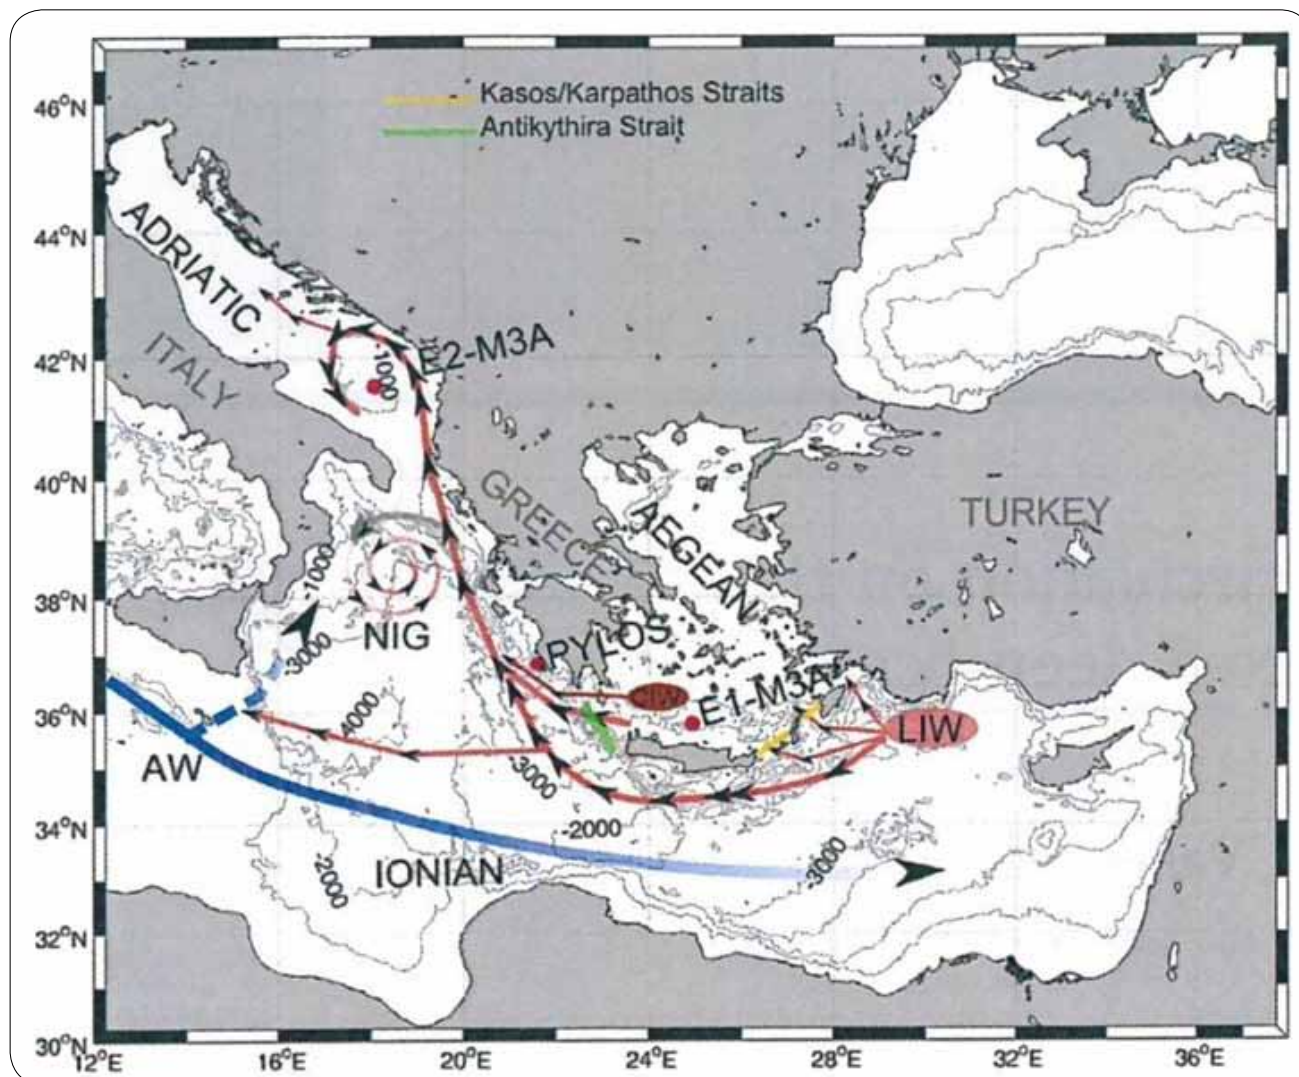 Kasos/Karpathos Straits
Antikythira Strait
46°N
44°N
42°N
40°N
38°N
36°N
34°N
32°N
30°N
12°E
16°E
20°E
24°E
28°E
32°E
36°E
ADRIATIC
ITALY
E2-M3A
-1000
GREECE
AEGEAN
TURKEY
-1000
NIG
-3000
PYLOS
E1-M3A
LIW
AW
-4000
-3000
-2000
IONIAN
-2000
-3000